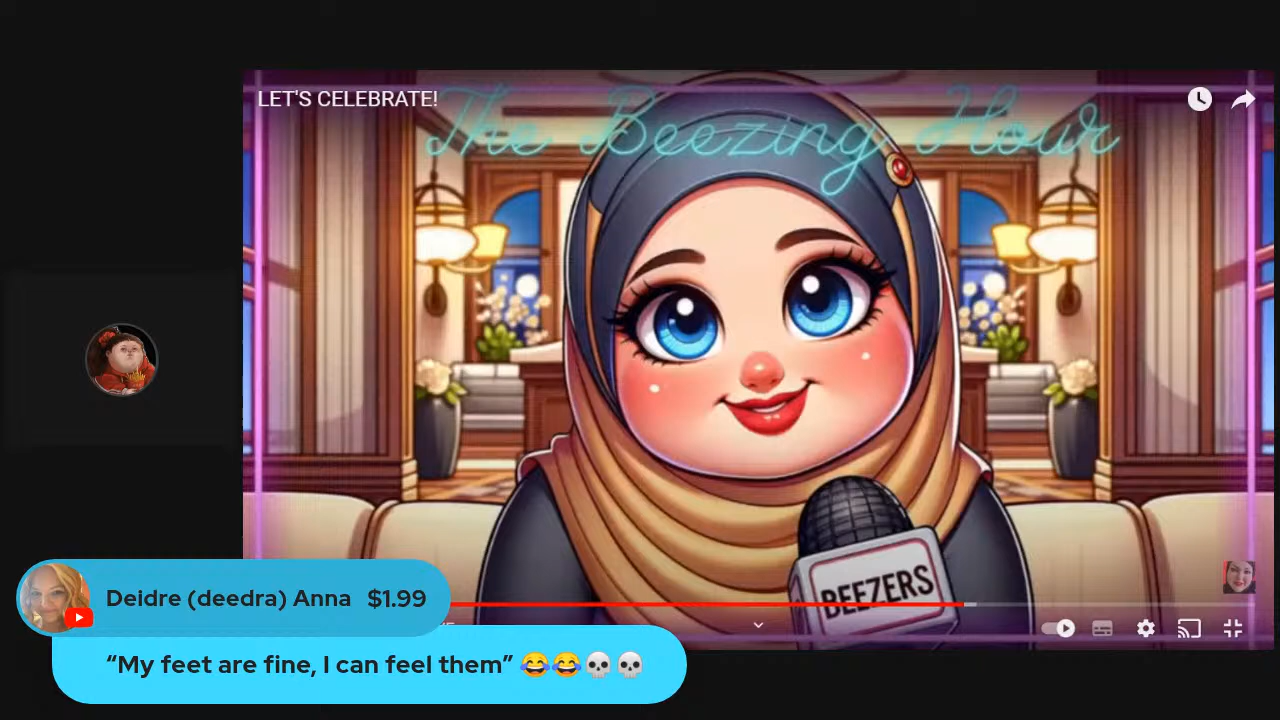 LET'S CELEBRATE!
The Beezing Hour
BEEZERS
Deidre (deedra) Anna $1.99
“My feet are fine, I can feel them” 😂😂💀💀